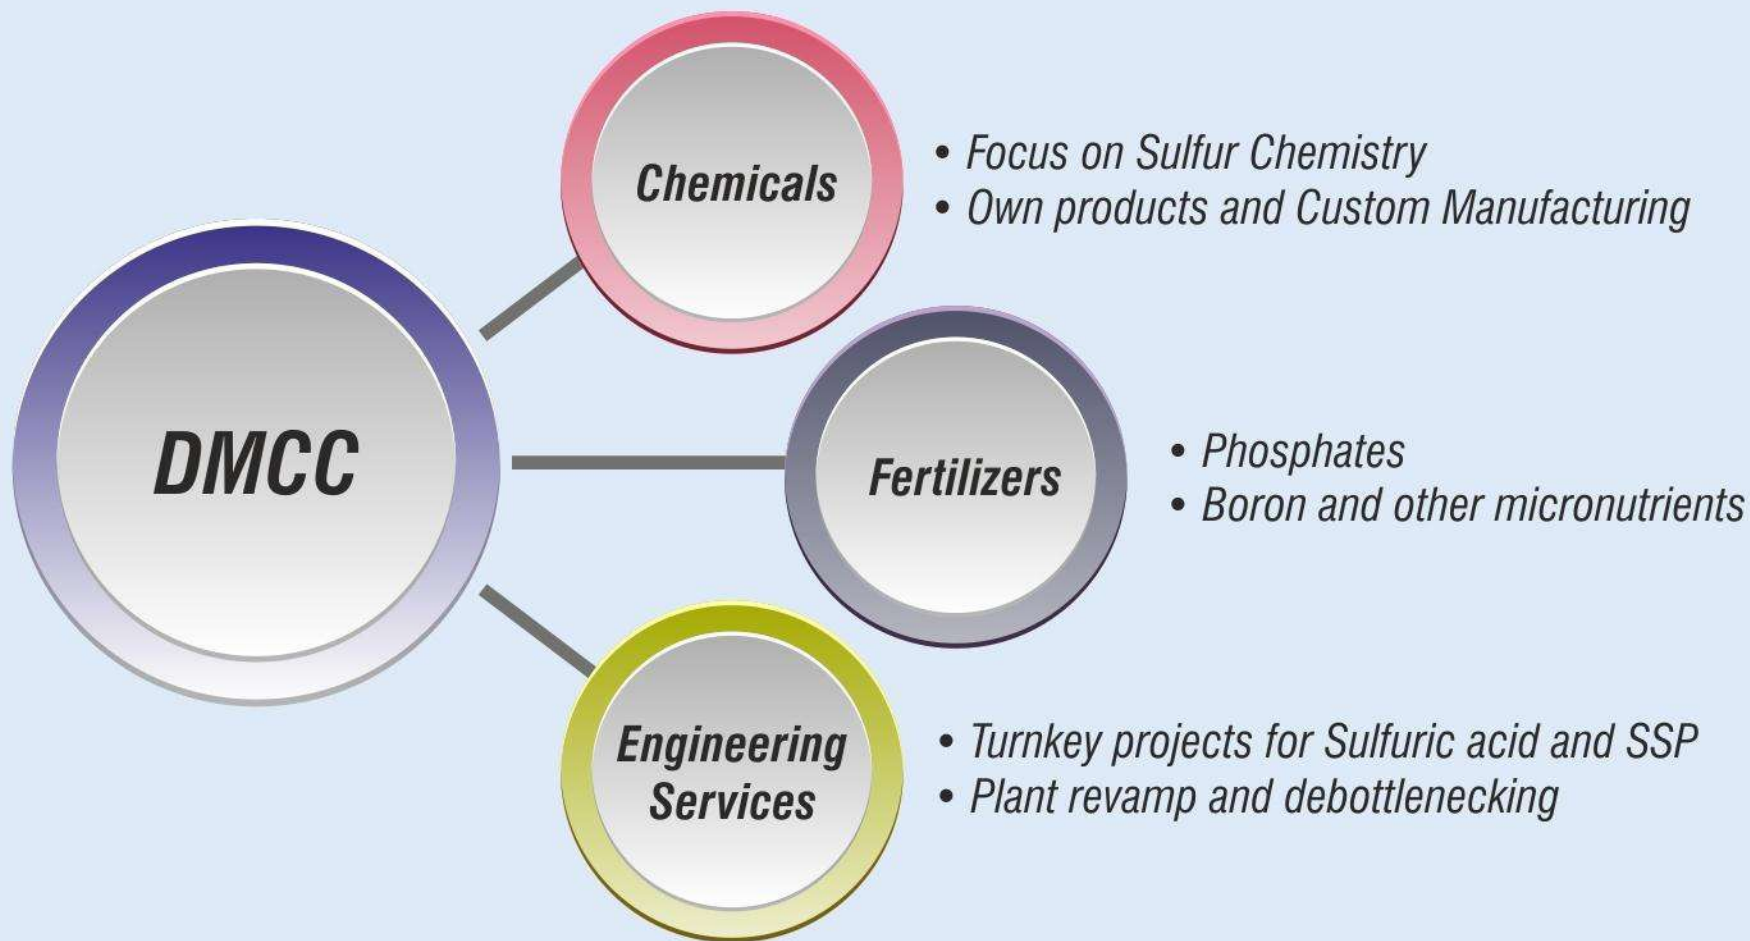 Chemicals
• Focus on Sulfur Chemistry
• Own products and Custom Manufacturing
DMCC
Fertilizers
• Phosphates
• Boron and other micronutrients
Engineering
Services
• Turnkey projects for Sulfuric acid and SSP
• Plant revamp and debottlenecking